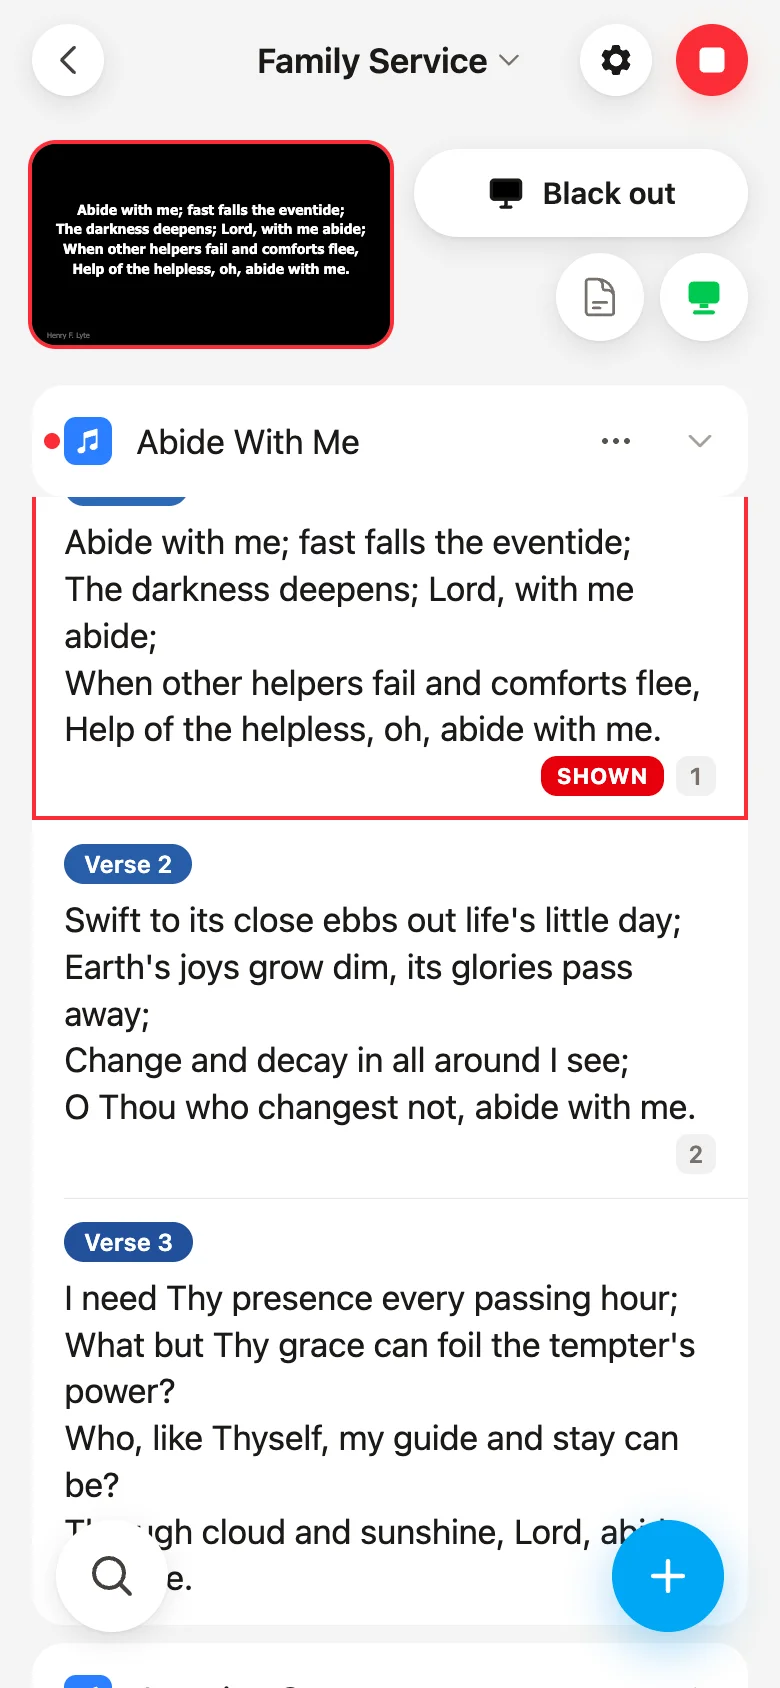 Family Service
Abide with me; fast falls the eventide;
The darkness deepens; Lord, with me abide;
When other helpers fail and comforts flee,
Help of the helpless, oh, abide with me.
Henry F. Lyte
Black out
Abide With Me
Abide with me; fast falls the eventide;
The darkness deepens; Lord, with me
abide;
When other helpers fail and comforts flee,
Help of the helpless, oh, abide with me.
SHOWN 1
Verse 2
Swift to its close ebbs out life's little day;
Earth's joys grow dim, its glories pass
away;
Change and decay in all around I see;
O Thou who changest not, abide with me.
2
Verse 3
I need Thy presence every passing hour;
What but Thy grace can foil the tempter's
power?
Who, like Thyself, my guide and stay can
be?
cloud and sunshine, Lord,